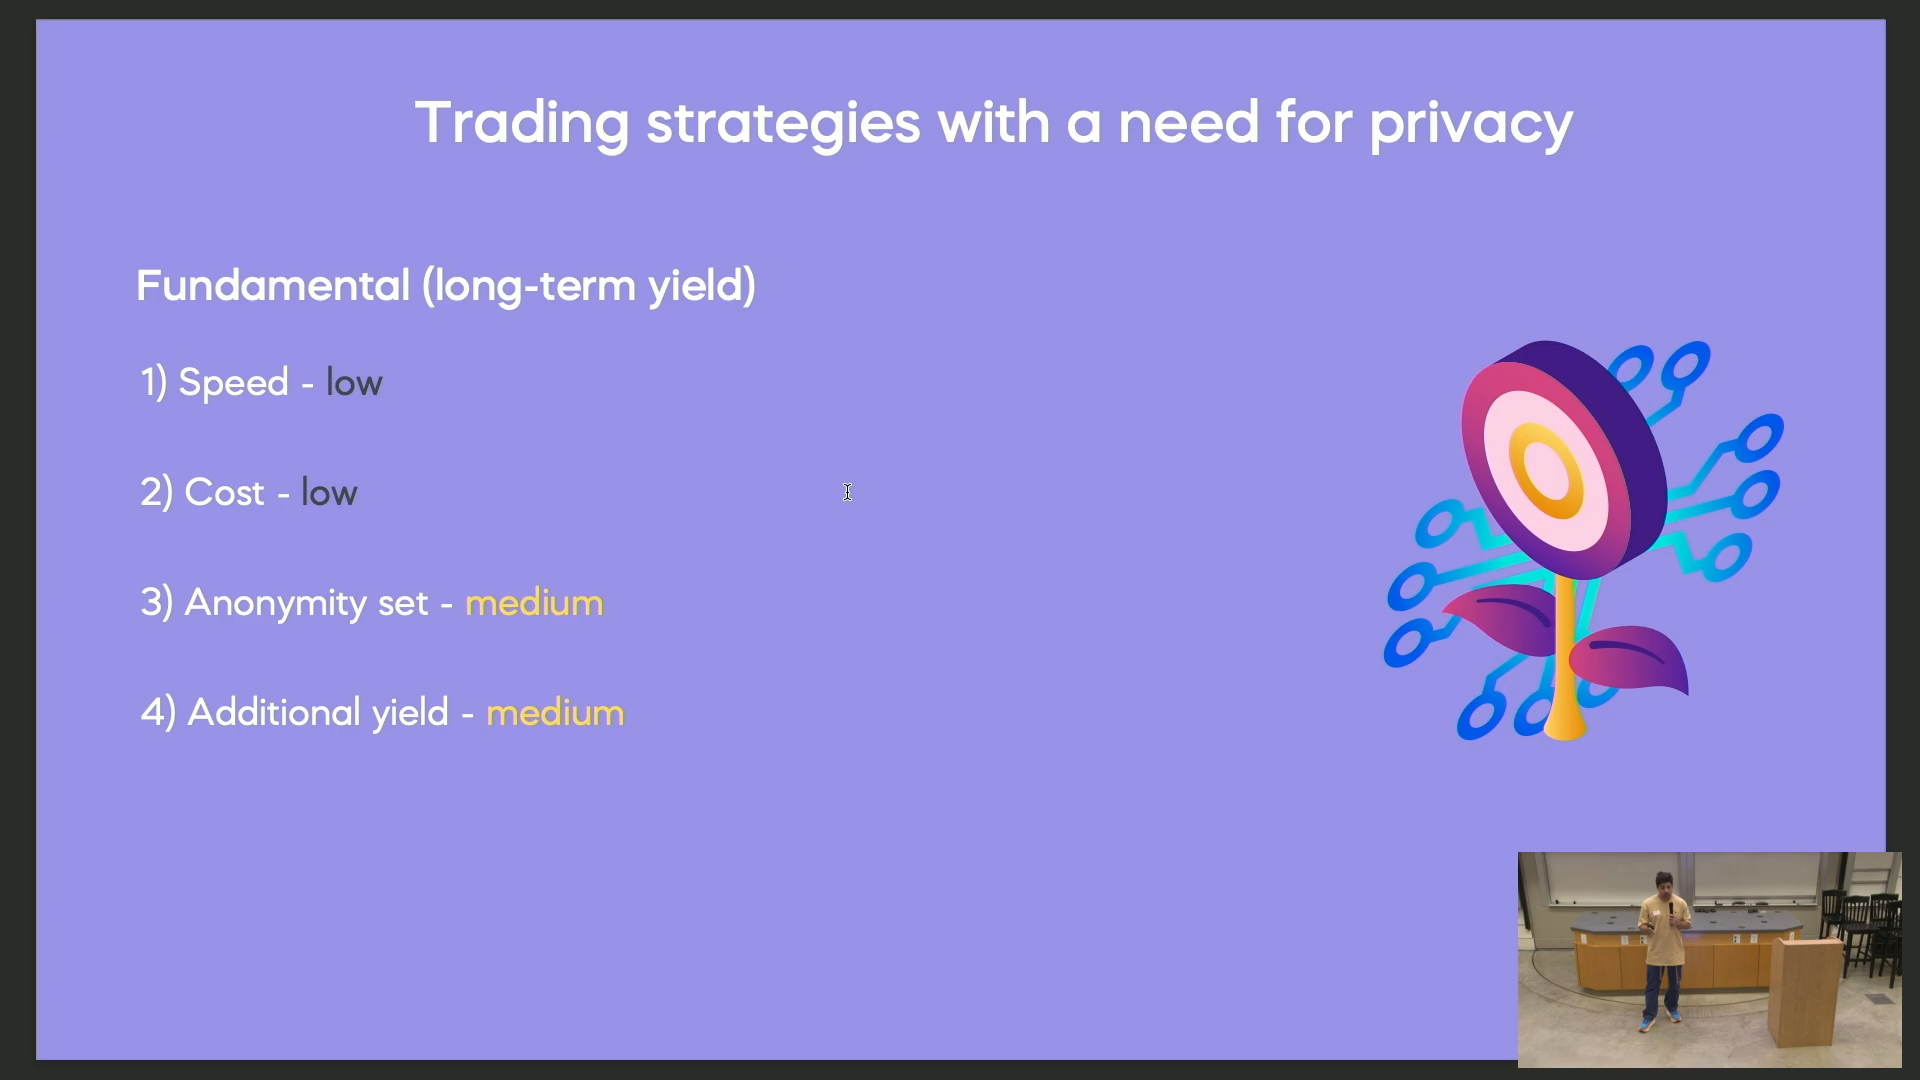 Trading strategies with a need for privacy
Fundamental (long-term yield)
1) Speed - low
2) Cost - low
3) Anonymity set - medium
4) Additional yield - medium